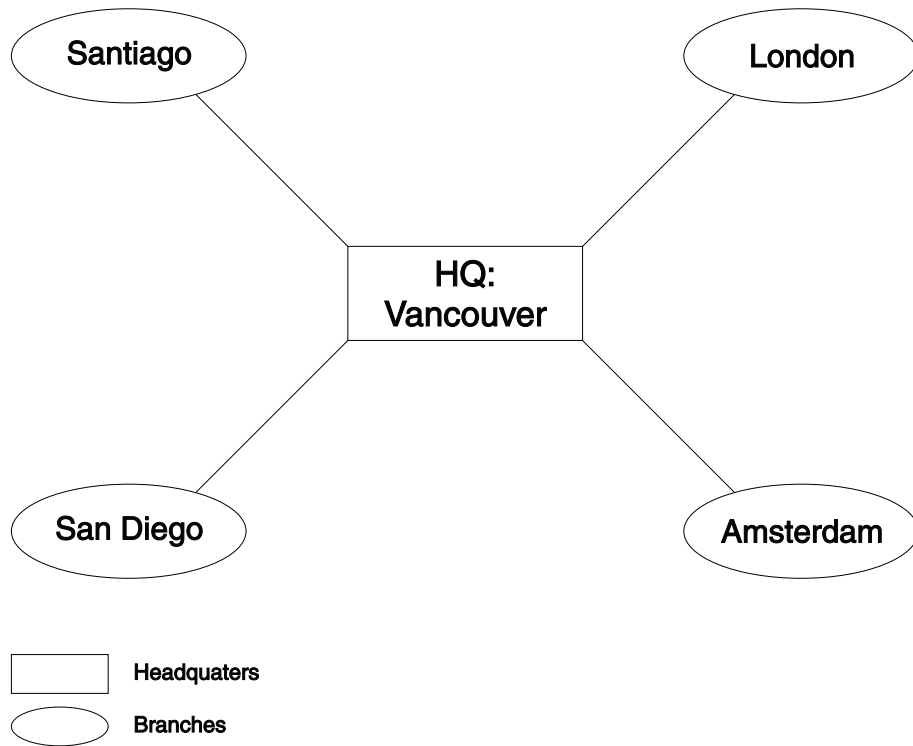 Santiago
London
HQ:
Vancouver
San Diego
Amsterdam
Headquaters
Branches